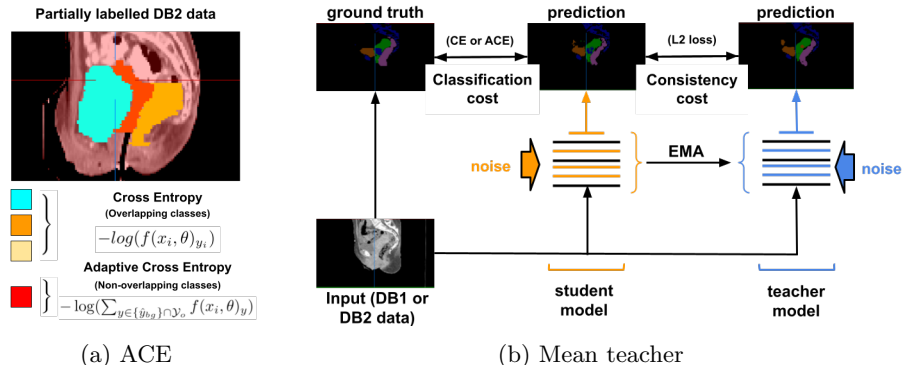 Partially labelled DB2 data
Cross Entropy
(Overlapping classes)
−log(f(x_i, θ)_{y_i})
Adaptive Cross Entropy
(Non-overlapping classes)
−log(∑_{y∈{ŷ_{bg}}∩𝒴_o} f(x_i, θ)_y)
(a) ACE
ground truth
prediction
prediction
(CE or ACE)
(L2 loss)
Classification
cost
Consistency
cost
noise
EMA
noise
Input (DB1 or
DB2 data)
student
model
teacher
model
(b) Mean teacher